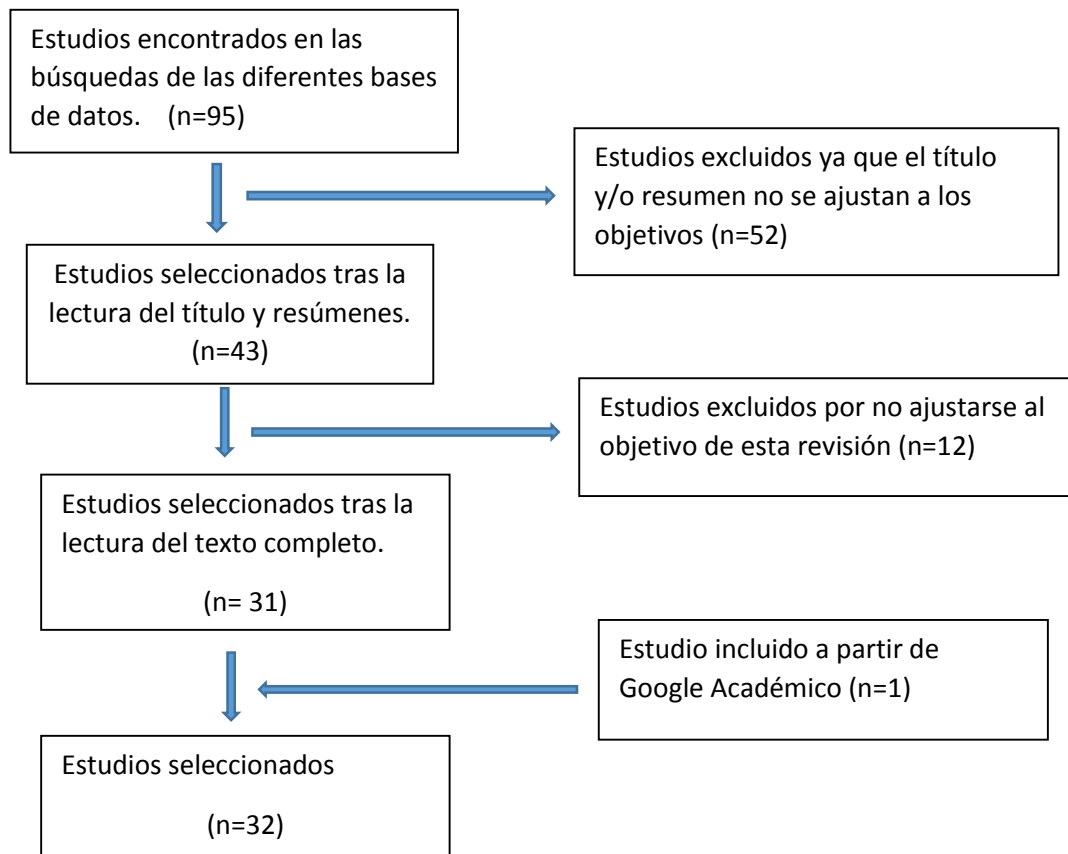 Estudios encontrados en las
búsquedas de las diferentes bases
de datos. (n=95)
Estudios excluidos ya que el título
y/o resumen no se ajustan a los
objetivos (n=52)
Estudios seleccionados tras la
lectura del título y resúmenes.
(n=43)
Estudios excluidos por no ajustarse al
objetivo de esta revisión (n=12)
Estudios seleccionados tras la
lectura del texto completo.
(n= 31)
Estudio incluido a partir de
Google Académico (n=1)
Estudios seleccionados
(n=32)